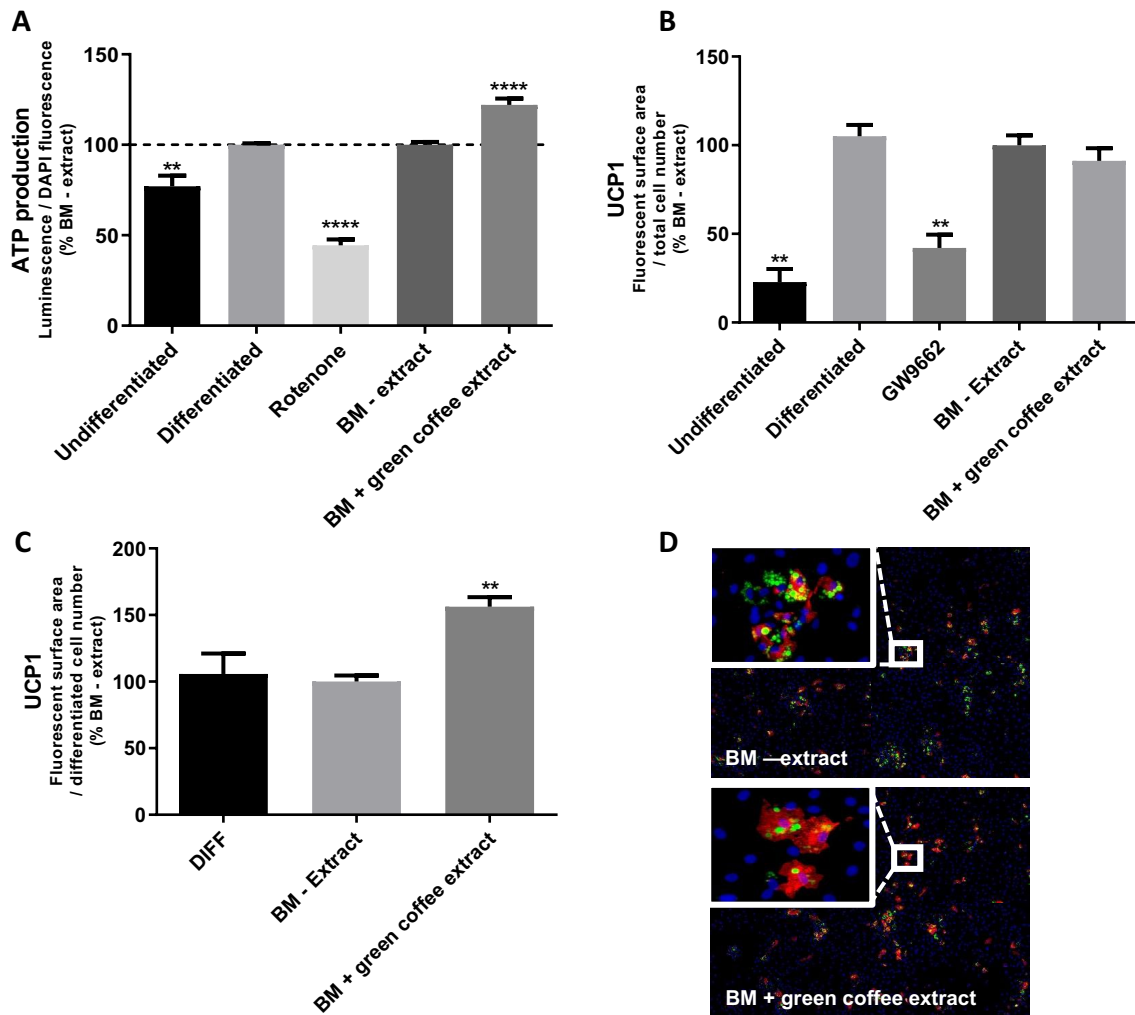 A
ATP production
Luminescence / DAPI fluorescence
(% BM - extract)
150
100
50
0
**
****
****
Undifferentiated
Differentiated
Rotenone
BM - extract
BM + green coffee extract
B
UCP1
Fluorescent surface area
/ total cell number
(% BM - extract)
150
100
50
0
**
**
Undifferentiated
Differentiated
GW9662
BM - Extract
BM + green coffee extract
C
UCP1
Fluorescent surface area
/ differentiated cell number
(% BM - extract)
200
150
100
50
0
**
DIFF
BM - Extract
BM + green coffee extract
D
BM —extract
BM + green coffee extract